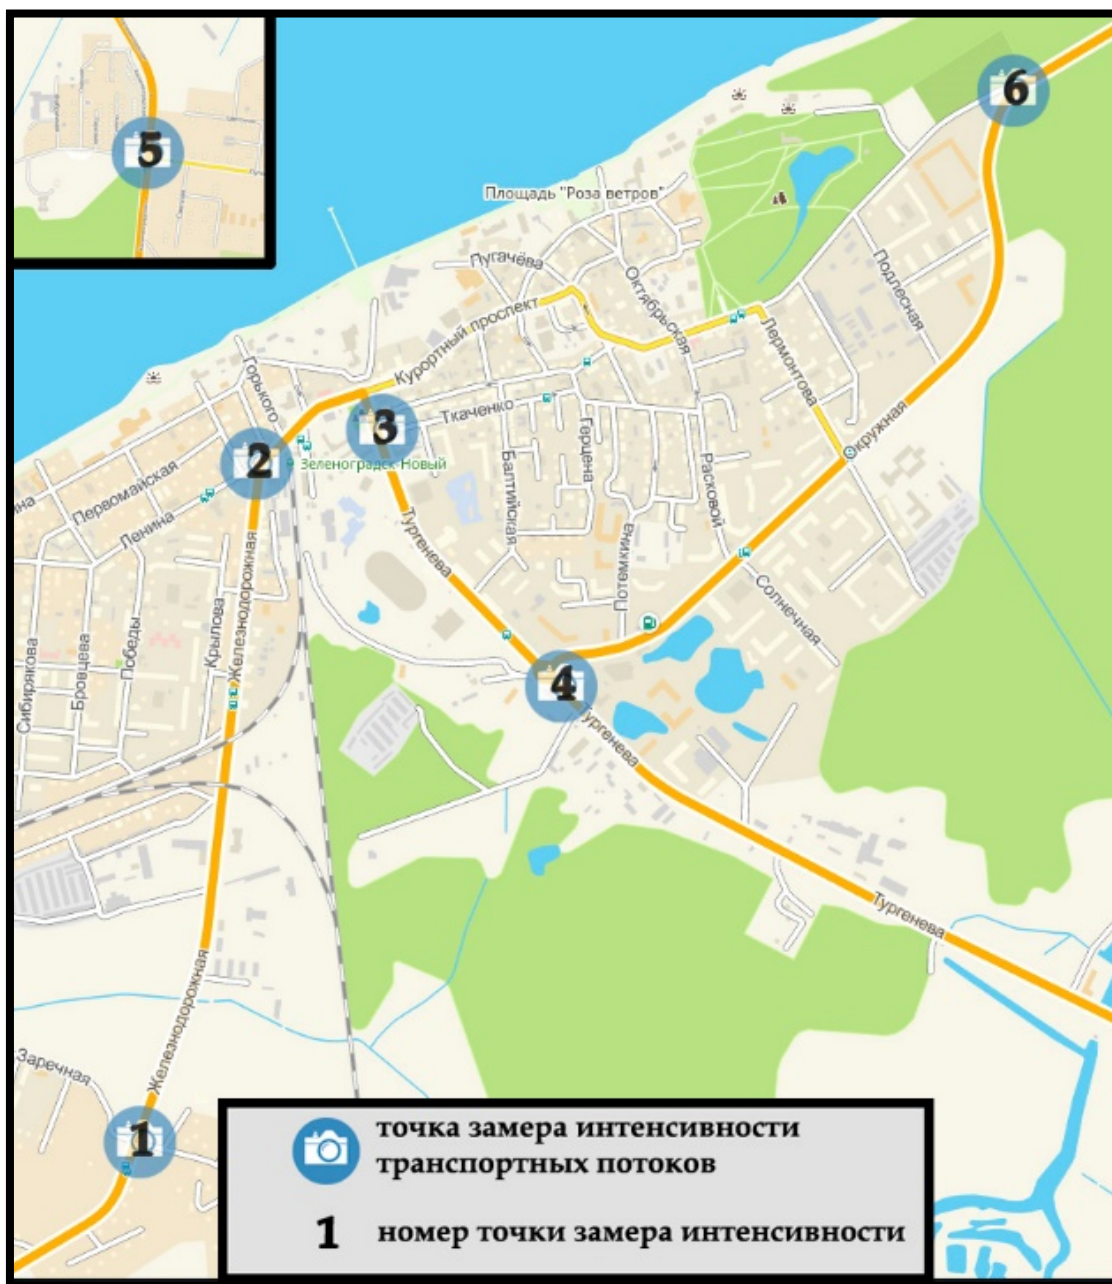 5
6
Площадь "Роза ветров"
Пугачёва
Октябрьская
Подлесная
Курортный проспект
Лермонтова
Горького
3
Ткаченко
Окружная
2
Зеленоградск-Новый
Герцена
Первомайская
Балтийская
Расковой
Ленина
Тургенева
Потемкина
Солнечная
Крылова
Железнодорожная
Победы
Бровцева
Сибирякова
4
Тургенева
Тургенева
Железнодорожная
Заречная
1
точка замера интенсивности
транспортных потоков
1 номер точки замера интенсивности